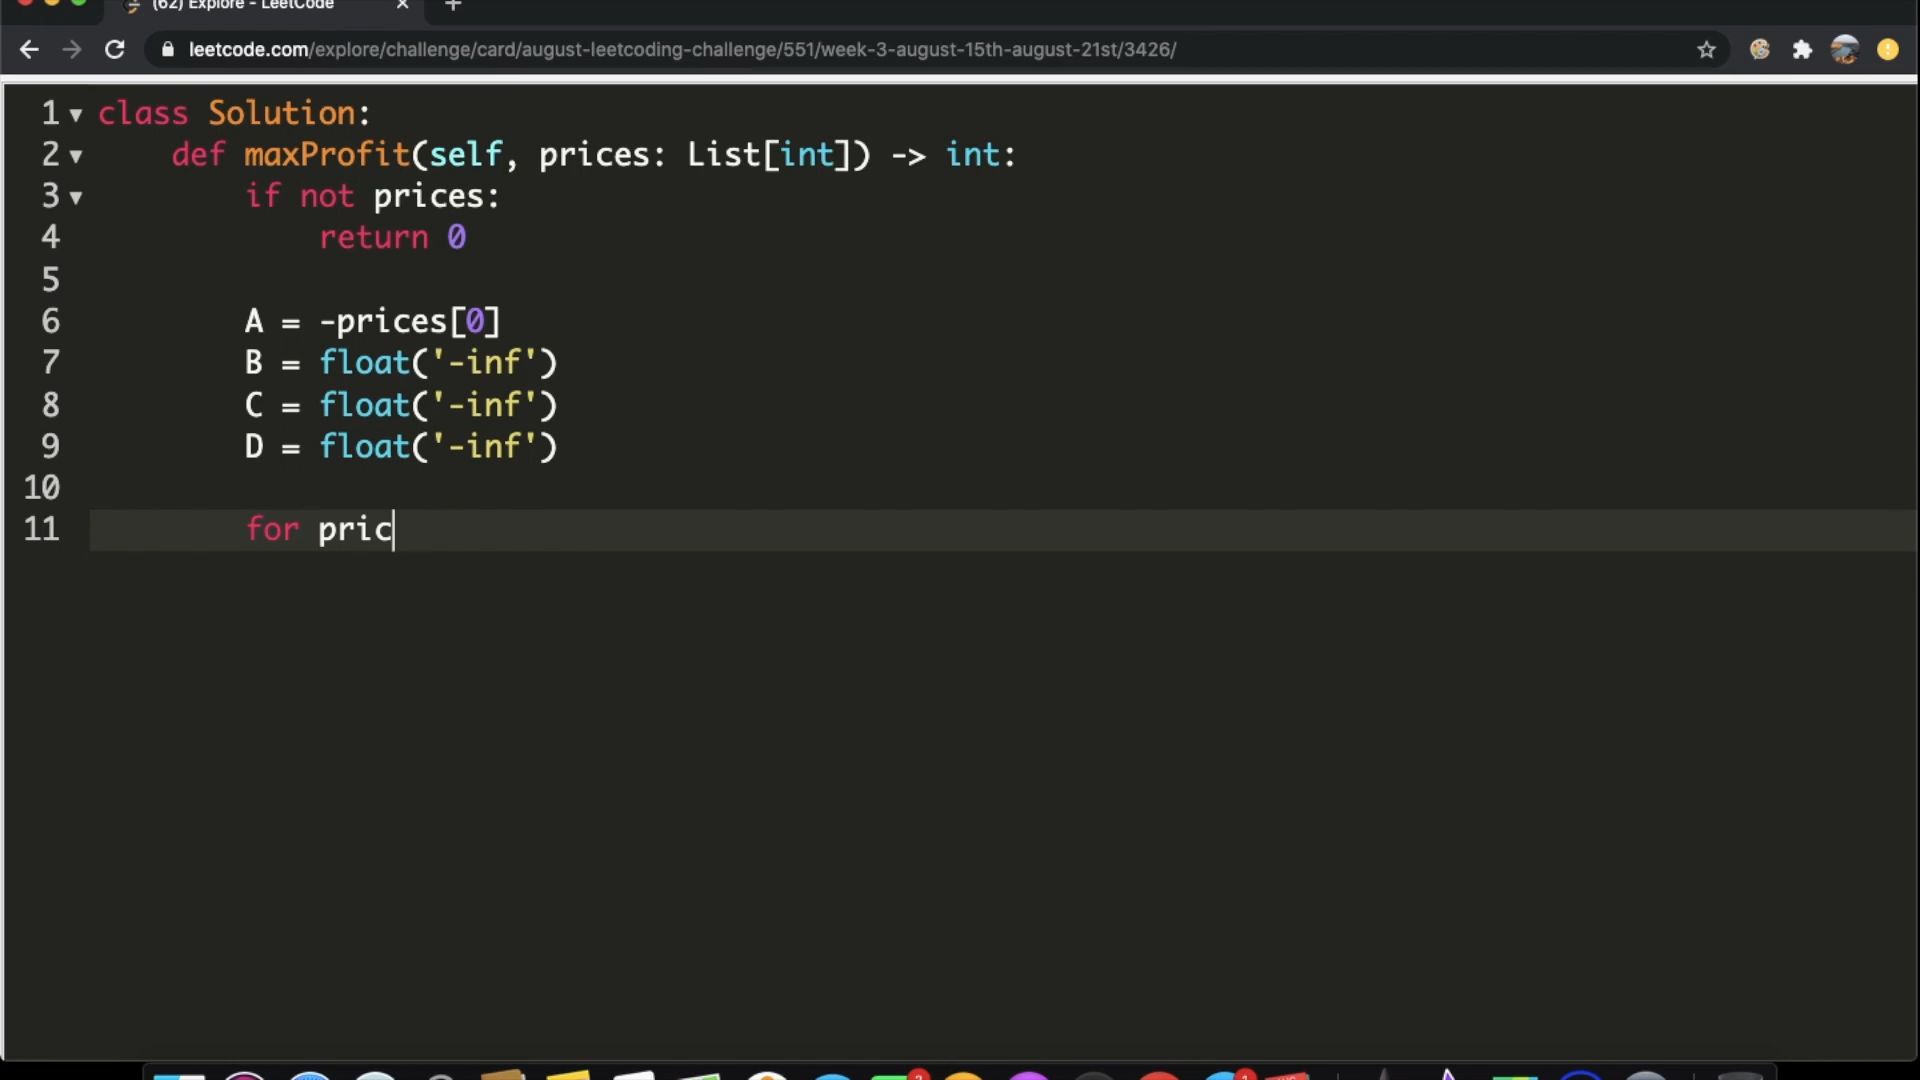 (62) Explore - LeetCode
leetcode.com/explore/challenge/card/august-leetcoding-challenge/551/week-3-august-15th-august-21st/3426/
1 class Solution:
2 def maxProfit(self, prices: List[int]) -> int:
3 if not prices:
4 return 0
5
6 A = -prices[0]
7 B = float('-inf')
8 C = float('-inf')
9 D = float('-inf')
10
11 for pric